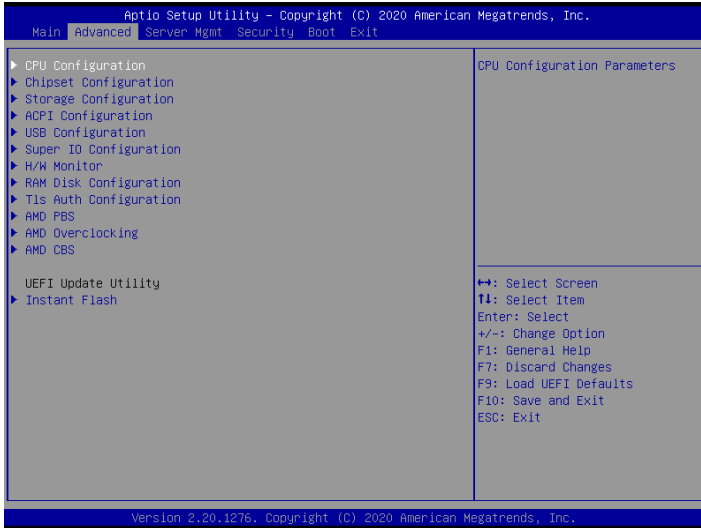 Aptio Setup Utility – Copyright (C) 2020 American Megatrends, Inc.
Main Advanced Server Mgmt Security Boot Exit
CPU Configuration
Chipset Configuration
Storage Configuration
ACPI Configuration
USB Configuration
Super IO Configuration
H/W Monitor
RAM Disk Configuration
Tls Auth Configuration
AMD PBS
AMD Overclocking
AMD CBS
UEFI Update Utility
Instant Flash
CPU Configuration Parameters
↔: Select Screen
↑↓: Select Item
Enter: Select
+/-: Change Option
F1: General Help
F7: Discard Changes
F9: Load UEFI Defaults
F10: Save and Exit
ESC: Exit
Version 2.20.1276. Copyright (C) 2020 American Megatrends, Inc.